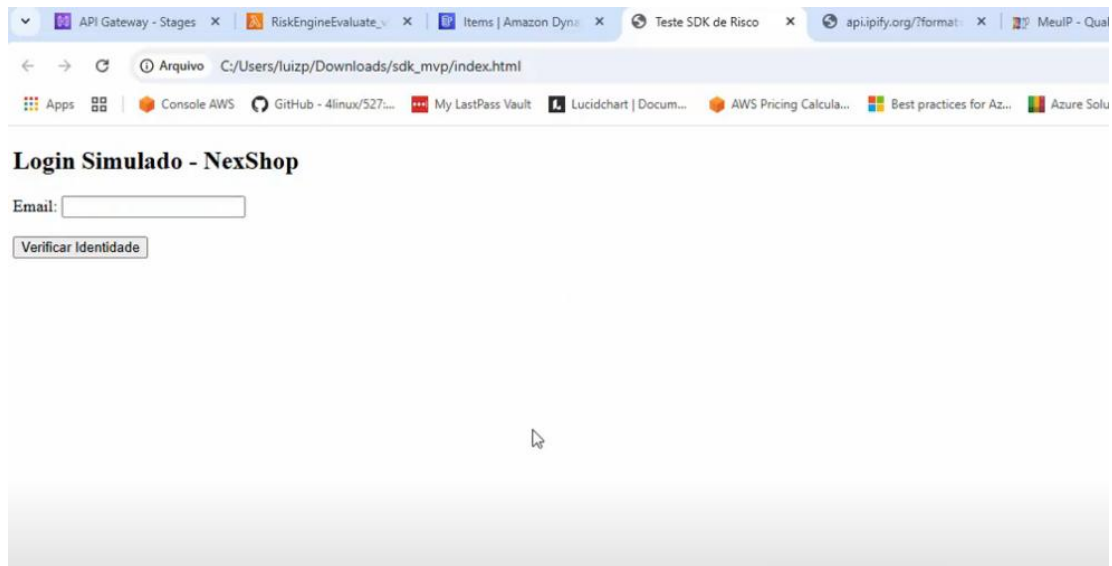 API Gateway - Stages RiskEngineEvaluate_v Items | Amazon Dyna Teste SDK de Risco api.ipify.org/?format= MeuIP - Qual
Arquivo C:/Users/luizp/Downloads/sdk_mvp/index.html
Apps Console AWS GitHub - 4linux/527:... My LastPass Vault Lucidchart | Docum... AWS Pricing Calcula... Best practices for Az... Azure Solu
Login Simulado - NexShop
Email:
Verificar Identidade